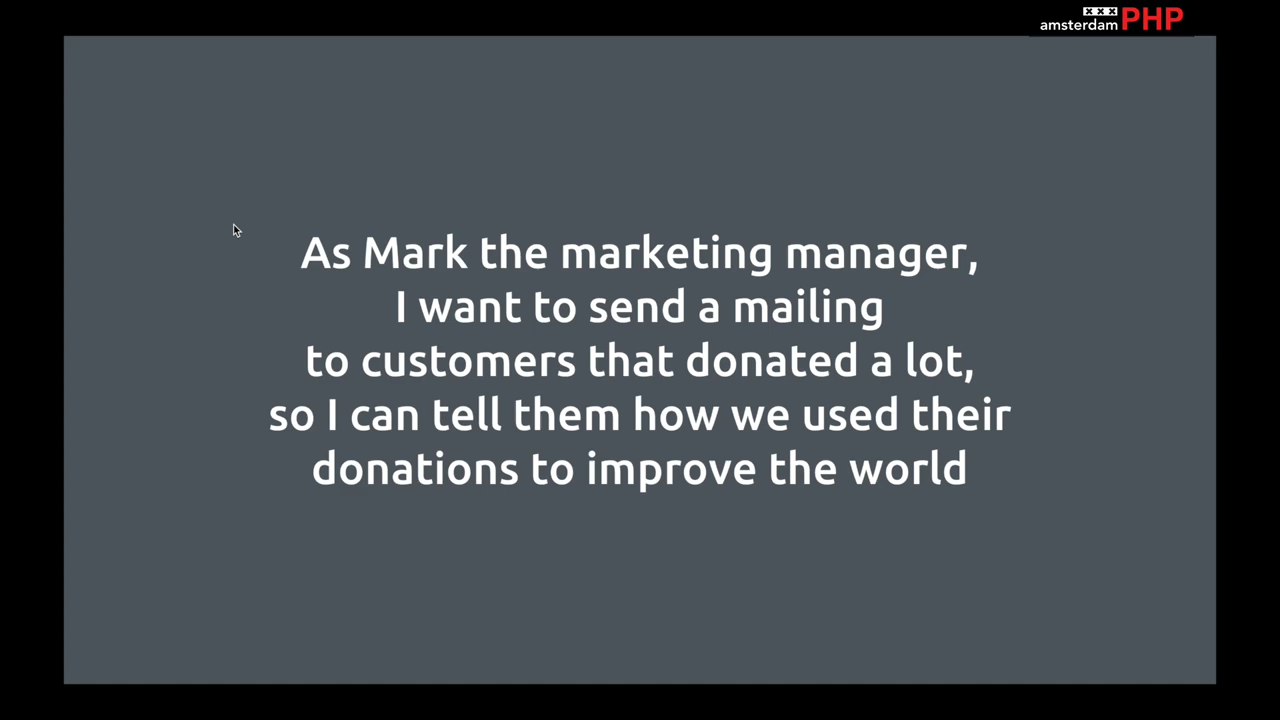 amsterdam PHP
As Mark the marketing manager,
I want to send a mailing
to customers that donated a lot,
so I can tell them how we used their
donations to improve the world